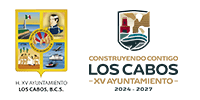 H. XV AYUNTAMIENTO
LOS CABOS, B.C.S.
CONSTRUYENDO CONTIGO
LOS CABOS
XV AYUNTAMIENTO
2024 - 2027